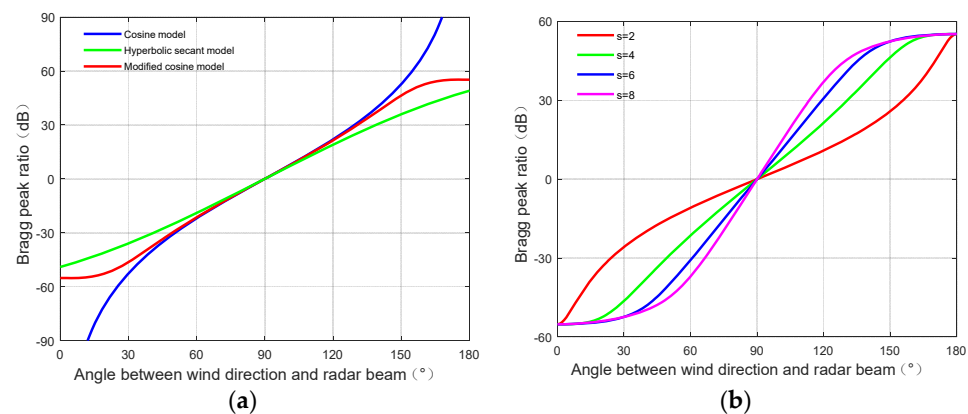 90
60
30
0
-30
-60
-90
Bragg peak ratio（dB）
Cosine model
Hyperbolic secant model
Modified cosine model
0 30 60 90 120 150 180
Angle between wind direction and radar beam（°）
(a)
60
30
0
-30
-60
Bragg peak ratio（dB）
s=2
s=4
s=6
s=8
0 30 60 90 120 150 180
Angle between wind direction and radar beam（°）
(b)